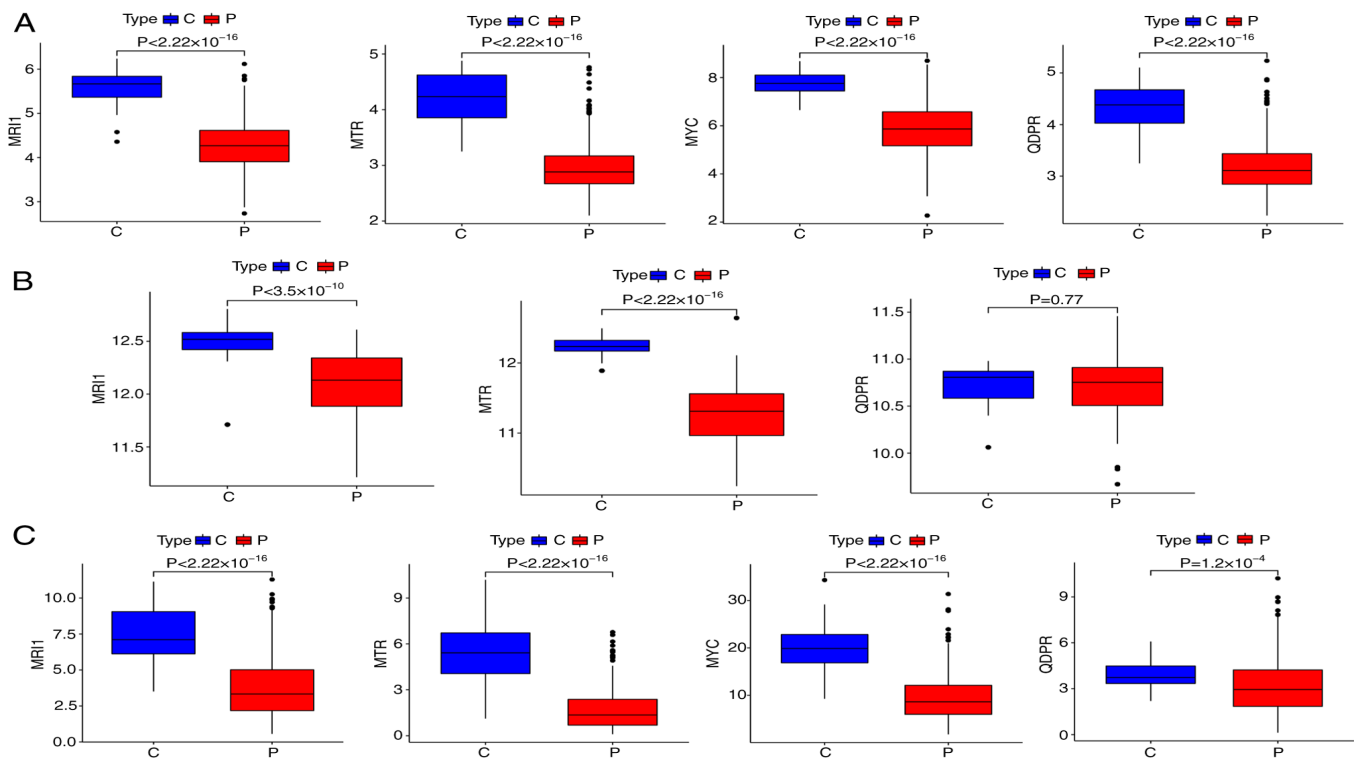 A
Type C P
P<2.22×10⁻¹⁶
MRI1
6
5
4
3
C P
Type C P
P<2.22×10⁻¹⁶
MTR
5
4
3
2
C P
Type C P
P<2.22×10⁻¹⁶
MYC
8
6
4
2
C P
Type C P
P<2.22×10⁻¹⁶
QDPR
5
4
3
C P
B
Type C P
P<3.5×10⁻¹⁰
MRI1
12.5
12.0
11.5
C P
Type C P
P<2.22×10⁻¹⁶
MTR
12
11
C P
Type C P
P=0.77
QDPR
11.5
11.0
10.5
10.0
C P
C
Type C P
P<2.22×10⁻¹⁶
MRI1
10.0
7.5
5.0
2.5
0.0
C P
Type C P
P<2.22×10⁻¹⁶
MTR
9
6
3
0
C P
Type C P
P<2.22×10⁻¹⁶
MYC
30
20
10
C P
Type C P
P=1.2×10⁻⁴
QDPR
9
6
3
0
C P